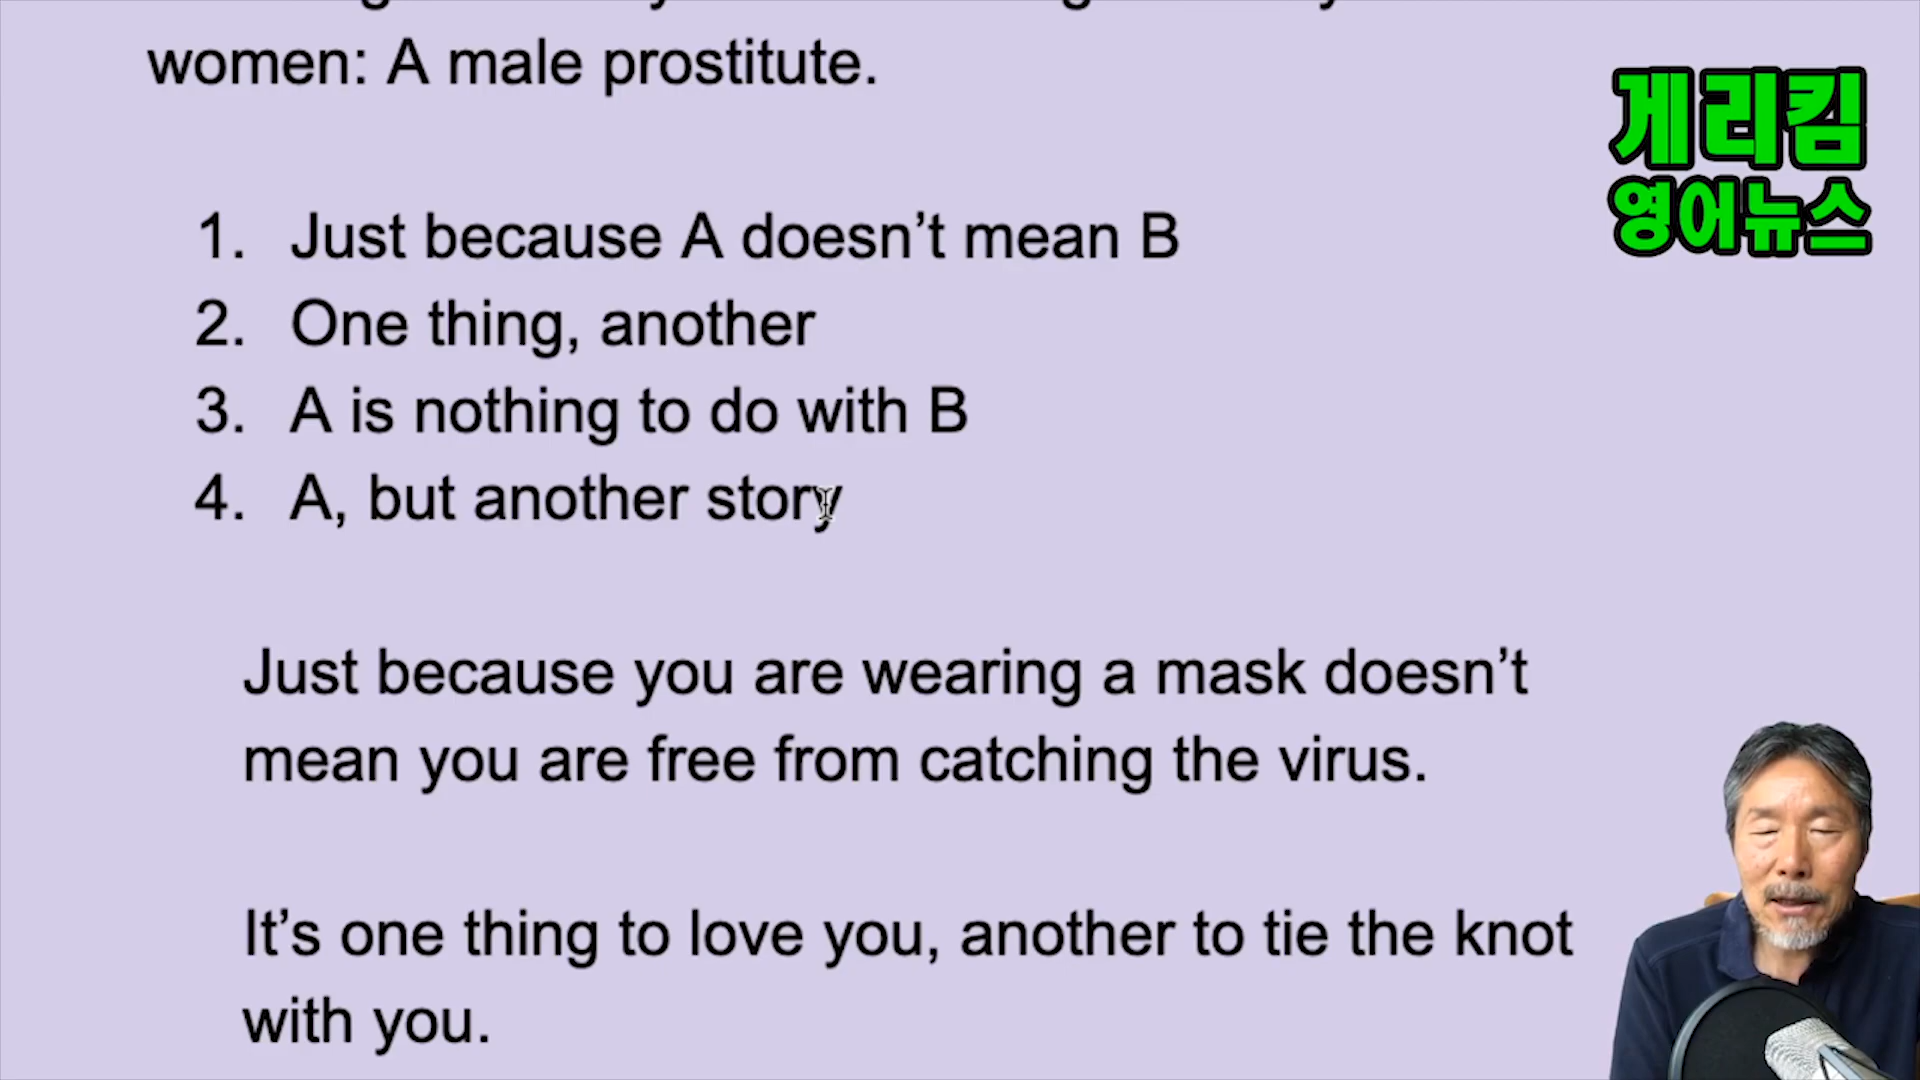 women: A male prostitute.
게리킴
영어뉴스
1. Just because A doesn’t mean B
2. One thing, another
3. A is nothing to do with B
4. A, but another story
Just because you are wearing a mask doesn’t
mean you are free from catching the virus.
It’s one thing to love you, another to tie the knot
with you.